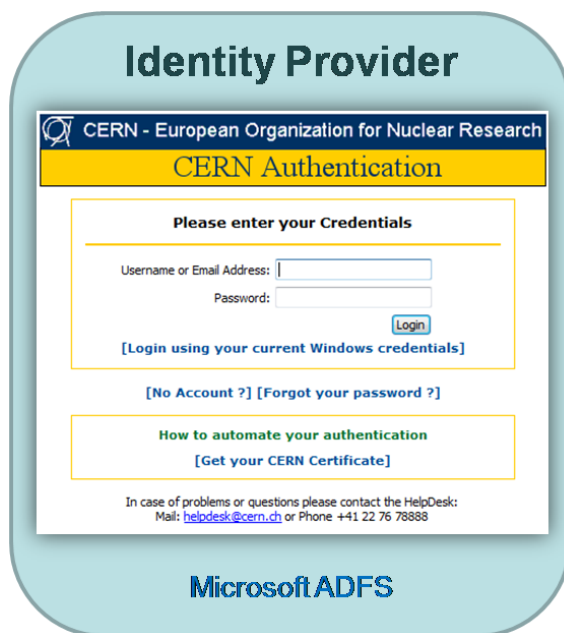 Identity Provider
CERN - European Organization for Nuclear Research
CERN Authentication
Please enter your Credentials
Username or Email Address:
Password:
Login
[Login using your current Windows credentials]
[No Account ?] [Forgot your password ?]
How to automate your authentication
[Get your CERN Certificate]
In case of problems or questions please contact the HelpDesk:
Mail: helpdesk@cern.ch or Phone +41 22 76 78888
Microsoft ADFS